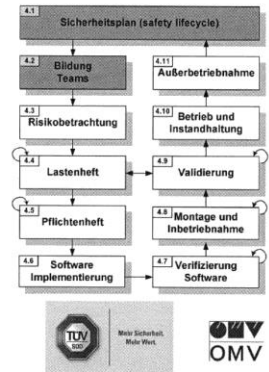 4.1
Sicherheitsplan (safety lifecycle)
4.2
Bildung
Teams
4.11
Außerbetriebnahme
4.3
Risikobetrachtung
4.10
Betrieb und
Instandhaltung
4.4
Lastenheft
4.9
Validierung
4.5
Pflichtenheft
4.8
Montage und
Inbetriebnahme
4.6
Software
Implementierung
4.7
Verifizierung
Software
TÜV
SÜD
Mehr Sicherheit.
Mehr Wert.
OMV
OMV